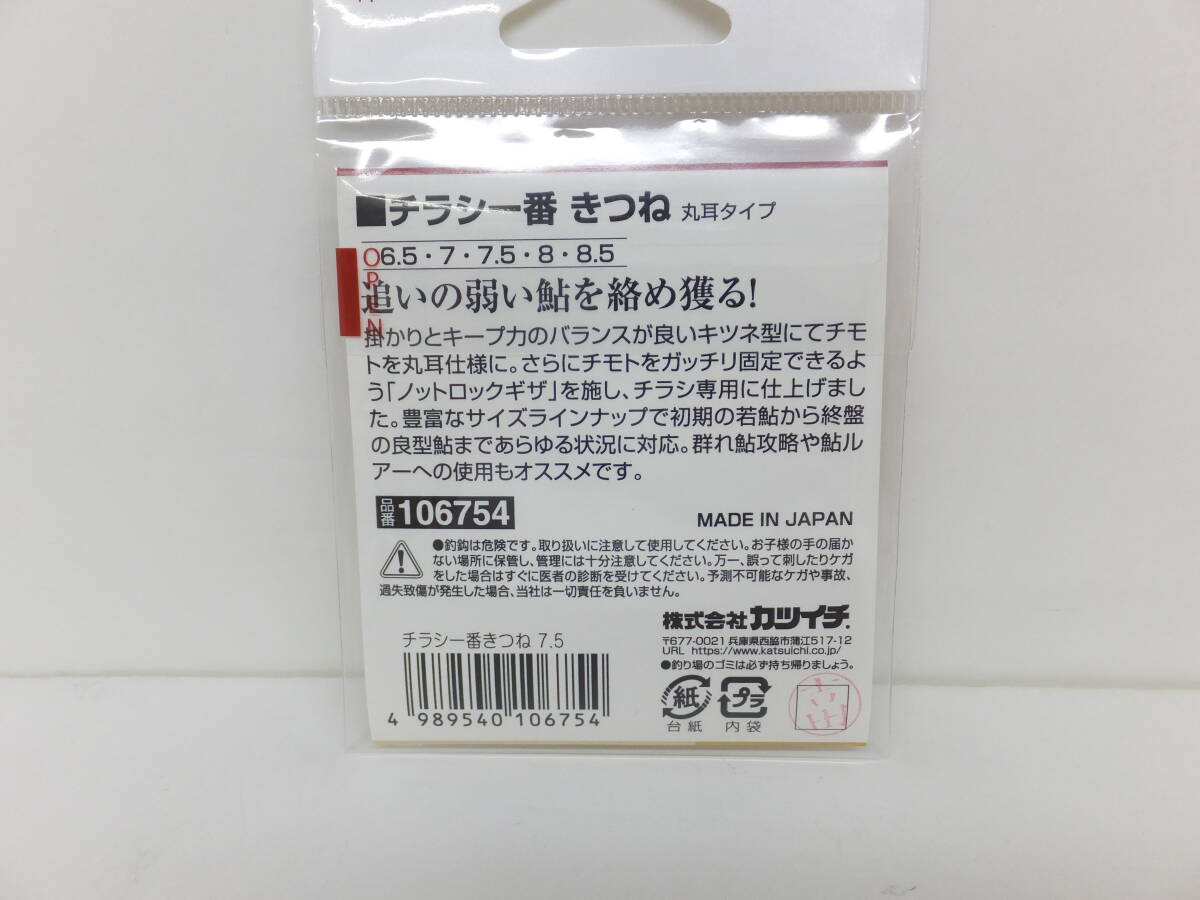 ■チラシ一番 きつね 丸耳タイプ
6.5・7・7.5・8・8.5
OPEN
追いの弱い鮎を絡め獲る!
掛かりとキープ力のバランスが良いキツネ型にてチモ
トを丸耳仕様に。さらにチモトをガッチリ固定できるよ
う「ノットロックギザ」を施し、チラシ専用に仕上げまし
た。豊富なサイズラインナップで初期の若鮎から終盤
の良型鮎まであらゆる状況に対応。群れ鮎攻略や鮎ル
アーへの使用もオススメです。
品番 106754
MADE IN JAPAN
●釣鈎は危険です。取り扱いに注意して使用してください。お子様の手の届か
ない場所に保管し、管理には十分注意してください。万一、誤って刺したりケガ
をした場合はすぐに医者の診断を受けてください。予測不可能なケガや事故、
過失致傷が発生した場合、当社は一切責任を負いません。
株式会社カツイチ.
〒677-0021 兵庫県西脇市蒲江517-12
URL https://www.katsuichi.co.jp/
●釣り場のゴミは必ず持ち帰りましょう。
チラシ一番きつね 7.5
4 989540 106754
紙
台紙
プラ
内袋